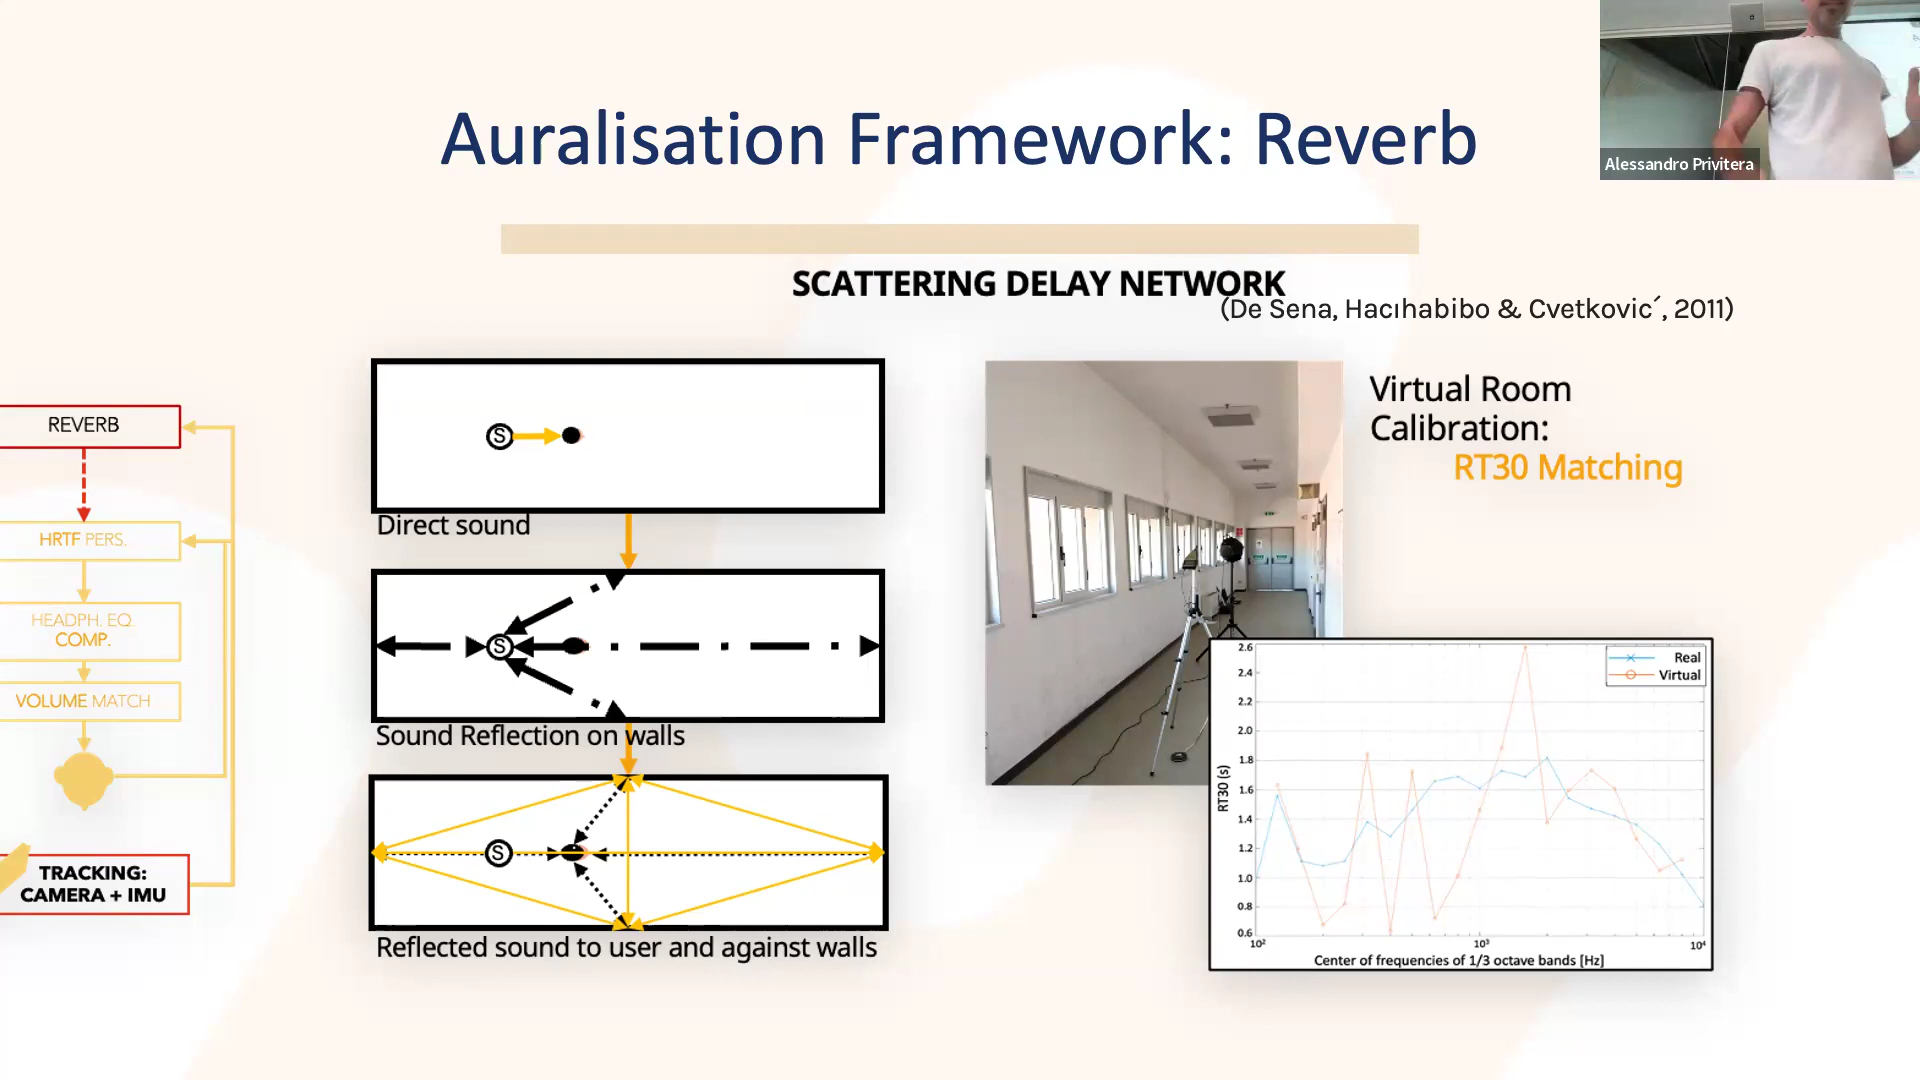 Auralisation Framework: Reverb
Alessandro Privitera
SCATTERING DELAY NETWORK
(De Sena, Hacıhabibo & Cvetkovic´, 2011)
REVERB
HRTF PERS.
HEADPH. EQ.
COMP.
VOLUME MATCH
TRACKING:
CAMERA + IMU
S
Direct sound
S
Sound Reflection on walls
S
Reflected sound to user and against walls
Virtual Room
Calibration:
RT30 Matching
Real
Virtual
RT30 (s)
2.6
2.4
2.2
2.0
1.8
1.6
1.4
1.2
1.0
0.8
0.6
10² 10³ 10⁴
Center of frequencies of 1/3 octave bands [Hz]